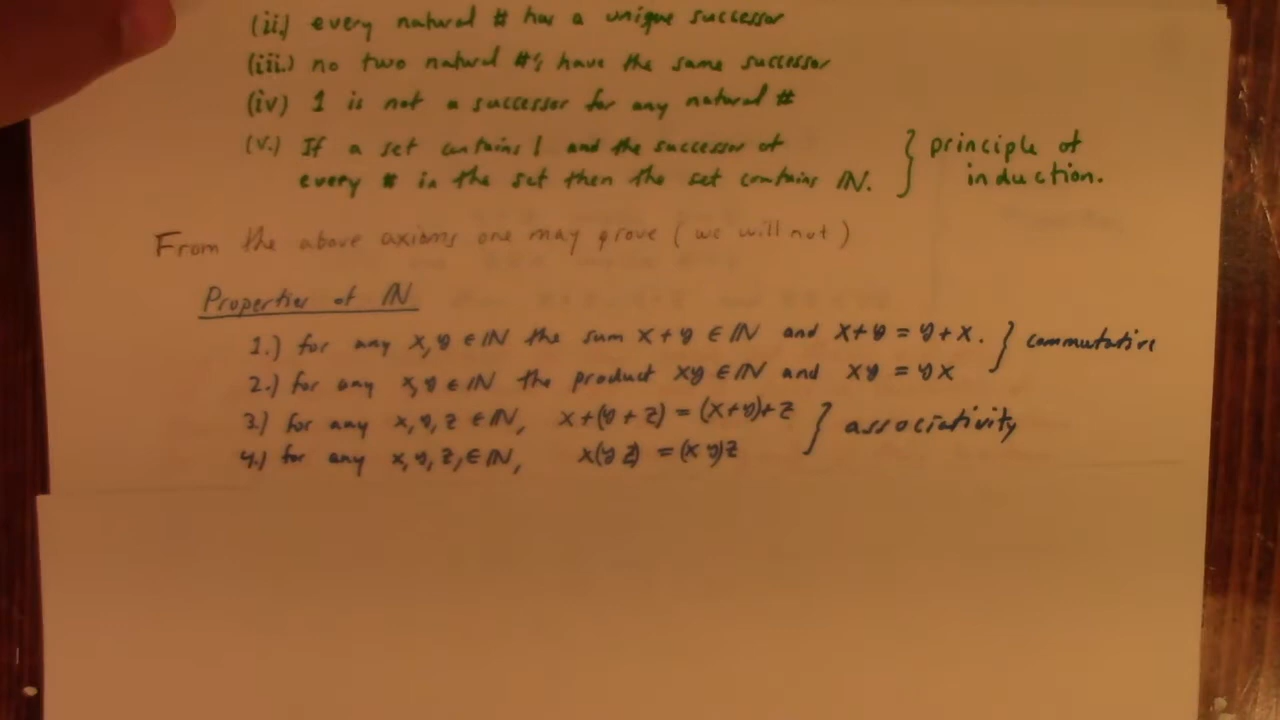 (ii) every natural # has a unique successor
(iii.) no two natural #'s have the same successor
(iv) 1 is not a successor for any natural #
(v.) If a set contains 1 and the successor of
every # in the set then the set contains ℕ.
principle of
induction.
From the above axioms one may prove (we will not)
Properties of ℕ
1.) for any x, y ∈ ℕ the sum x+y ∈ ℕ and x+y = y+x.
2.) for any x, y ∈ ℕ the product xy ∈ ℕ and xy = yx
commutative
3.) for any x, y, z ∈ ℕ, x+(y+z) = (x+y)+z
4.) for any x, y, z, ∈ ℕ, x(yz) = (xy)z
associativity